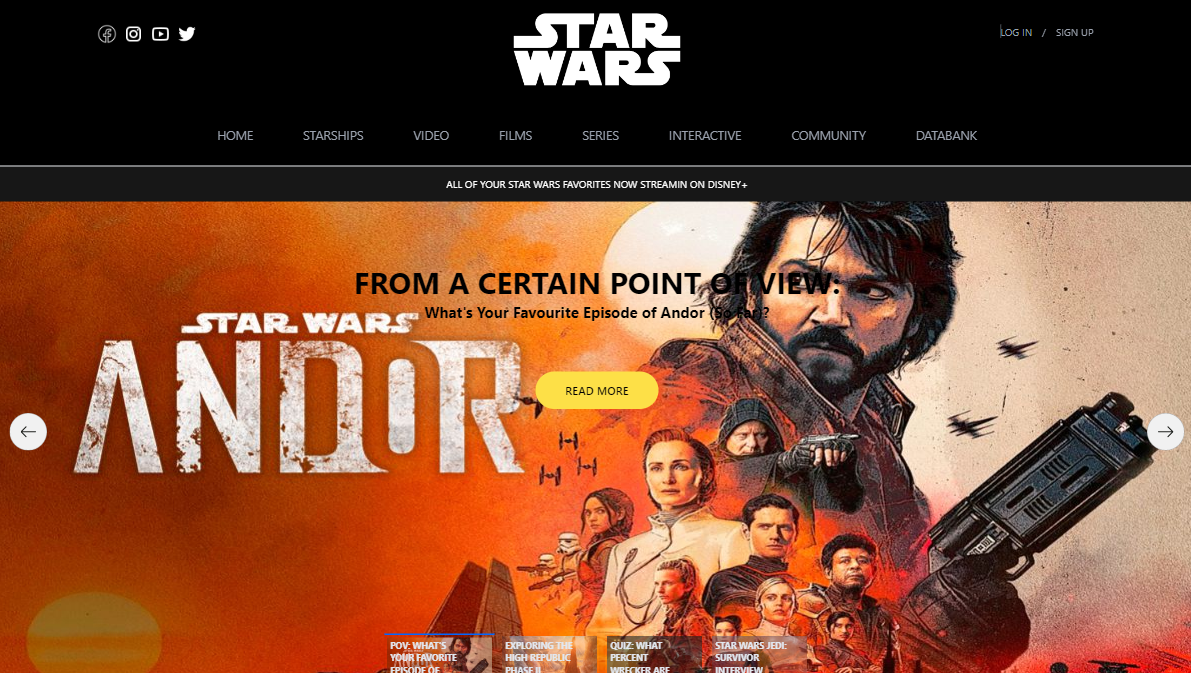 STAR WARS
LOG IN / SIGN UP
HOME STARSHIPS VIDEO FILMS SERIES INTERACTIVE COMMUNITY DATABANK
ALL OF YOUR STAR WARS FAVORITES NOW STREAMIN ON DISNEY+
FROM A CERTAIN POINT OF VIEW:
What's Your Favourite Episode of Andor (So Far)?
STAR WARS
ANDOR
READ MORE
POV: WHAT'S
YOUR FAVORITE
EPISODE OF
EXPLORING THE
HIGH REPUBLIC
PHASE II
QUIZ: WHAT
PERCENT
WRECKER ARE
STAR WARS JEDI:
SURVIVOR
INTERVIEW